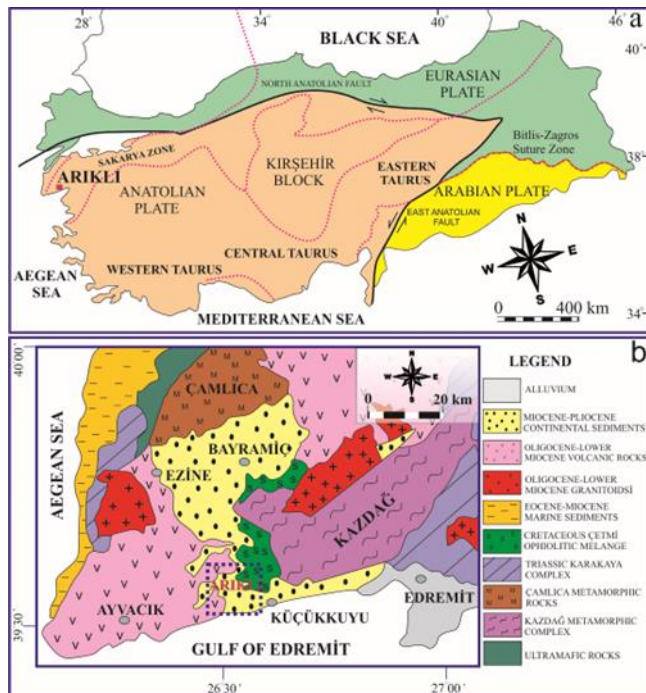 a
28
34
40
46
BLACK SEA
40
EURASIAN
PLATE
NORTH ANATOLIAN FAULT
SAKARYA ZONE
KIRŞEHİR
BLOCK
Bitlis-Zagros
Suture Zone
38
ARIKLI
ANATOLIAN
PLATE
EASTERN
TAURUS
ARABIAN PLATE
EAST ANATOLIAN
FAULT
CENTRAL TAURUS
AEGEAN
SEA
WESTERN TAURUS
N
W
E
S
MEDITERRANEAN SEA
0 400 km
34
b
40 00
39 30
26 30
27 00
AEGEAN SEA
ÇAMLICA
BAYRAMİÇ
EZİNE
KAZDAĞ
ARIKLI
AYVACIK
KÜÇÜKKUYU
EDREMIT
GULF OF EDREMIT
0 20 km
LEGEND
ALLUVIUM
MIOCENE-PLIOCENE
CONTINENTAL SEDIMENTS
OLIGOCENE-LOWER
MIOCENE VOLCANIC ROCKS
OLIGOCENE-LOWER
MIOCENE GRANITOIDSİ
EOCENE-MIOCENE
MARINE SEDIMENTS
CRETACEOUS ÇETMİ
OPHIOLITIC MELANGE
TRIASSIC KARAKAYA
COMPLEX
ÇAMLICA METAMORPHIC
ROCKS
KAZDAĞ METAMORPHIC
COMPLEX
ULTRAMAFIC ROCKS